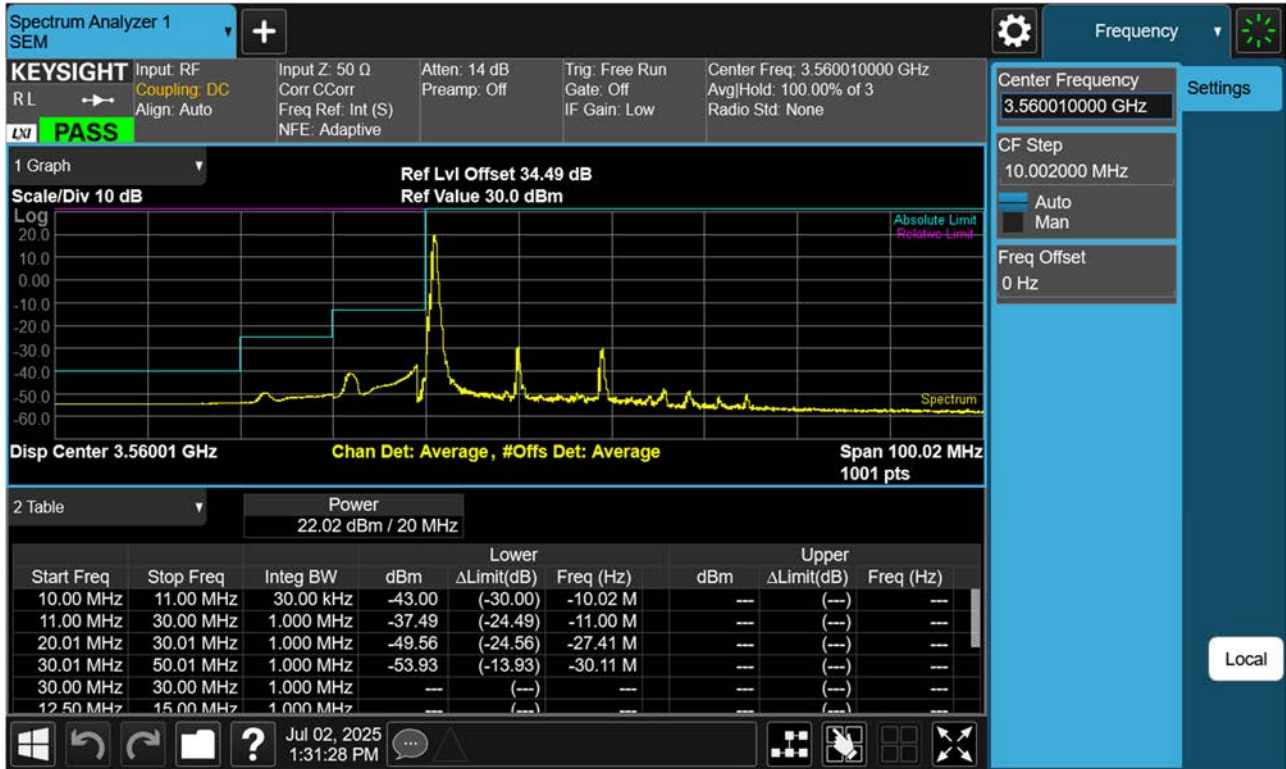 Spectrum Analyzer 1
SEM
+
Frequency
KEYSIGHT
RL
LXI PASS
Input: RF
Coupling: DC
Align: Auto
Input Z: 50 Ω
Corr CCorr
Freq Ref: Int (S)
NFE: Adaptive
Atten: 14 dB
Preamp: Off
Trig: Free Run
Gate: Off
IF Gain: Low
Center Freq: 3.560010000 GHz
Avg|Hold: 100.00% of 3
Radio Std: None
Center Frequency
3.560010000 GHz
Settings
CF Step
10.002000 MHz
Auto
Man
Freq Offset
0 Hz
1 Graph
Scale/Div 10 dB
Ref Lvl Offset 34.49 dB
Ref Value 30.0 dBm
Log
Absolute Limit
Relative Limit
20.0
10.0
0.00
-10.0
-20.0
-30.0
-40.0
-50.0
-60.0
Spectrum
Disp Center 3.56001 GHz
Chan Det: Average, #Offs Det: Average
Span 100.02 MHz
1001 pts
2 Table
Power
22.02 dBm / 20 MHz
Lower Upper
Start Freq Stop Freq Integ BW dBm ΔLimit(dB) Freq (Hz) dBm ΔLimit(dB) Freq (Hz)
10.00 MHz 11.00 MHz 30.00 kHz -43.00 (-30.00) -10.02 M --- (---) ---
11.00 MHz 30.00 MHz 1.000 MHz -37.49 (-24.49) -11.00 M --- (---) ---
20.01 MHz 30.01 MHz 1.000 MHz -49.56 (-24.56) -27.41 M --- (---) ---
30.01 MHz 50.01 MHz 1.000 MHz -53.93 (-13.93) -30.11 M --- (---) ---
30.00 MHz 30.00 MHz 1.000 MHz --- (---) --- --- (---) ---
12.50 MHz 15.00 MHz 1.000 MHz --- (---) --- --- (---) ---
Local
?
Jul 02, 2025
1:31:28 PM